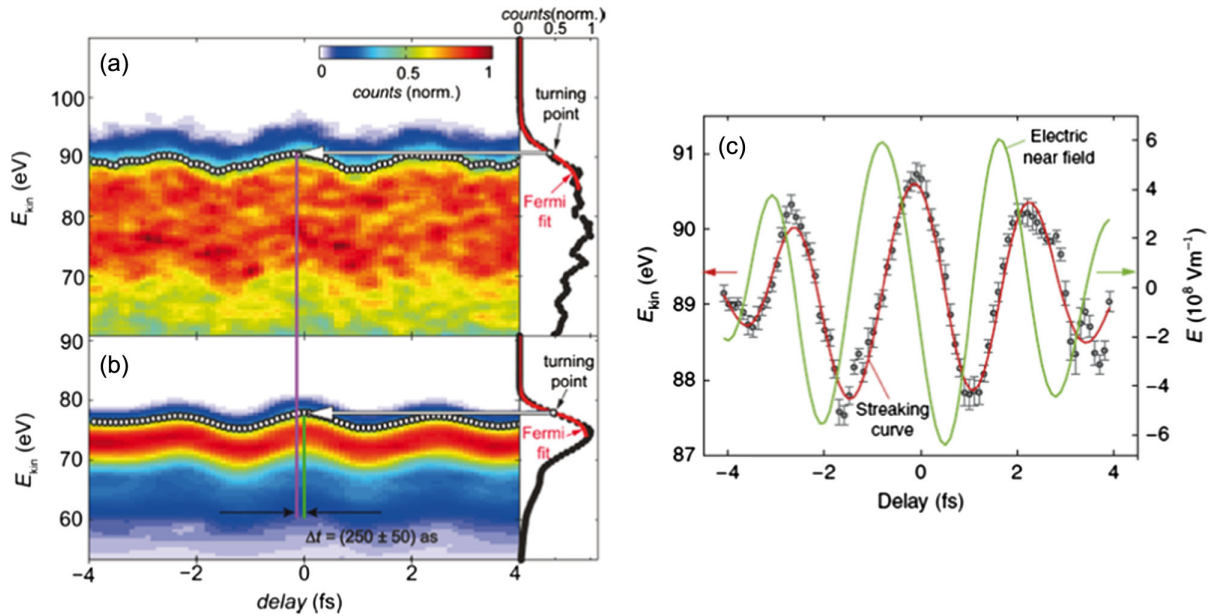 counts(norm.)
0 0.5 1
(a)
0 0.5 1
counts (norm.)
turning
point
Fermi
fit
100
90
80
70
60
E_kin (eV)
90
(b)
80
70
60
E_kin (eV)
turning
point
Fermi
fit
Δt = (250 ± 50) as
−4 −2 0 2 4
delay (fs)
(c)
Electric
near field
Streaking
curve
91
90
89
88
87
E_kin (eV)
6
4
2
0
−2
−4
−6
E (10⁸ Vm⁻¹)
−4 −2 0 2 4
Delay (fs)